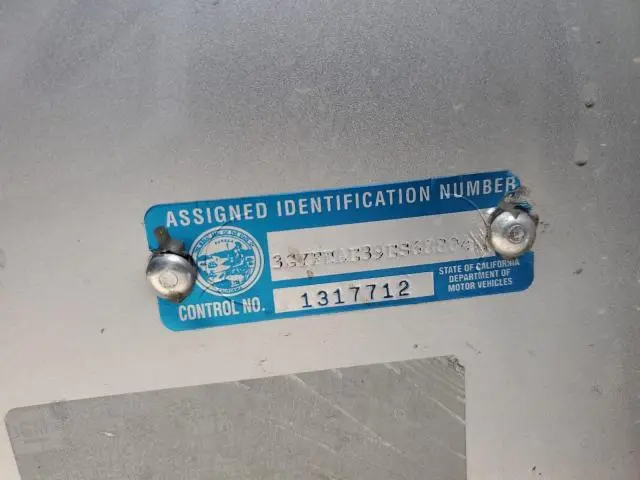 ASSIGNED IDENTIFICATION NUMBER
CONTROL NO.
1317712
STATE OF CALIFORNIA
DEPARTMENT OF
MOTOR VEHICLES